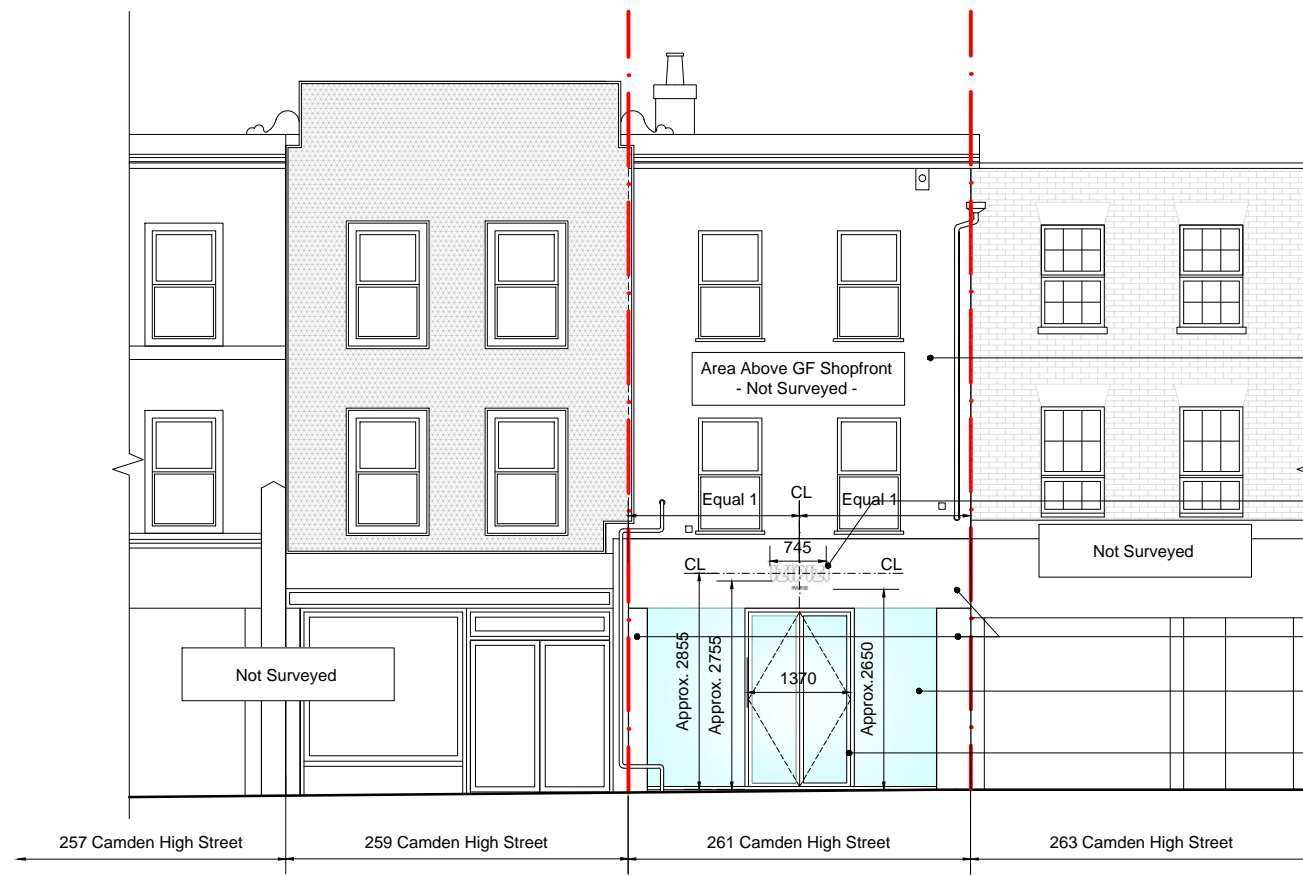 Area Above GF Shopfront
- Not Surveyed -
Equal 1
CL
Equal 1
745
CL
CL
Not Surveyed
Not Surveyed
Approx. 2855
Approx. 2755
1370
Approx.2650
257 Camden High Street
259 Camden High Street
261 Camden High Street
263 Camden High Street